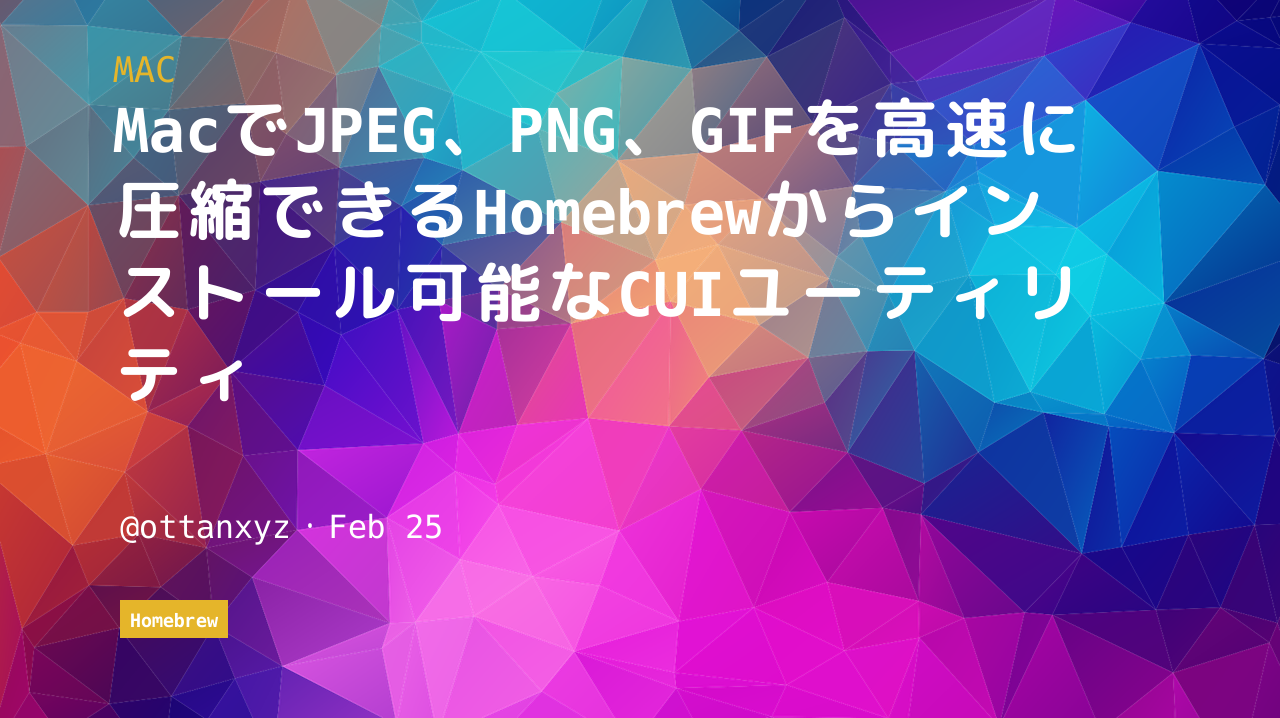 MAC
MacでJPEG、PNG、GIFを高速に
圧縮できるHomebrewからイン
ストール可能なCUIユーティリ
ティ
@ottanxyz・Feb 25
Homebrew